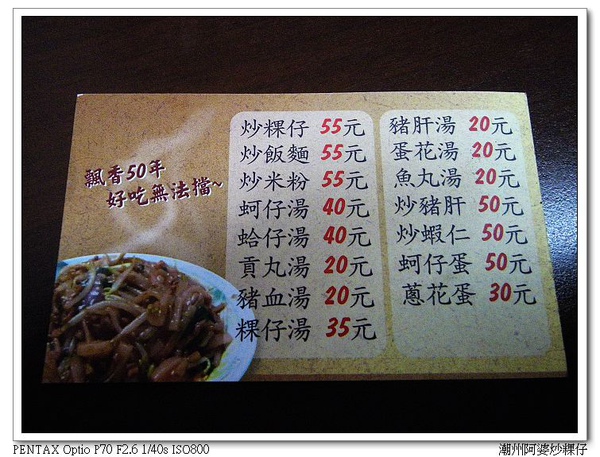 飄香50年
好吃無法擋~
炒粿仔 55元
炒飯麵 55元
炒米粉 55元
蚵仔湯 40元
蛤仔湯 40元
貢丸湯 20元
豬血湯 20元
粿仔湯 35元
豬肝湯 20元
蛋花湯 20元
魚丸湯 20元
炒豬肝 50元
炒蝦仁 50元
蚵仔蛋 50元
蔥花蛋 30元
PENTAX Optio P70 F2.6 1/40s ISO800
潮州阿婆炒粿仔